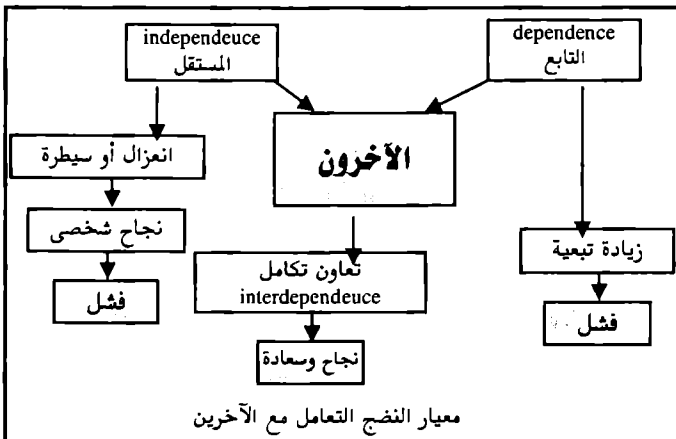 dependence
التابع
independeuce
المستقل
الآخرون
انعزال أو سيطرة
نجاح شخصى
فشل
تعاون تكامل
interdependeuce
نجاح وسعادة
زيادة تبعية
فشل
معيار النضج التعامل مع الآخرين